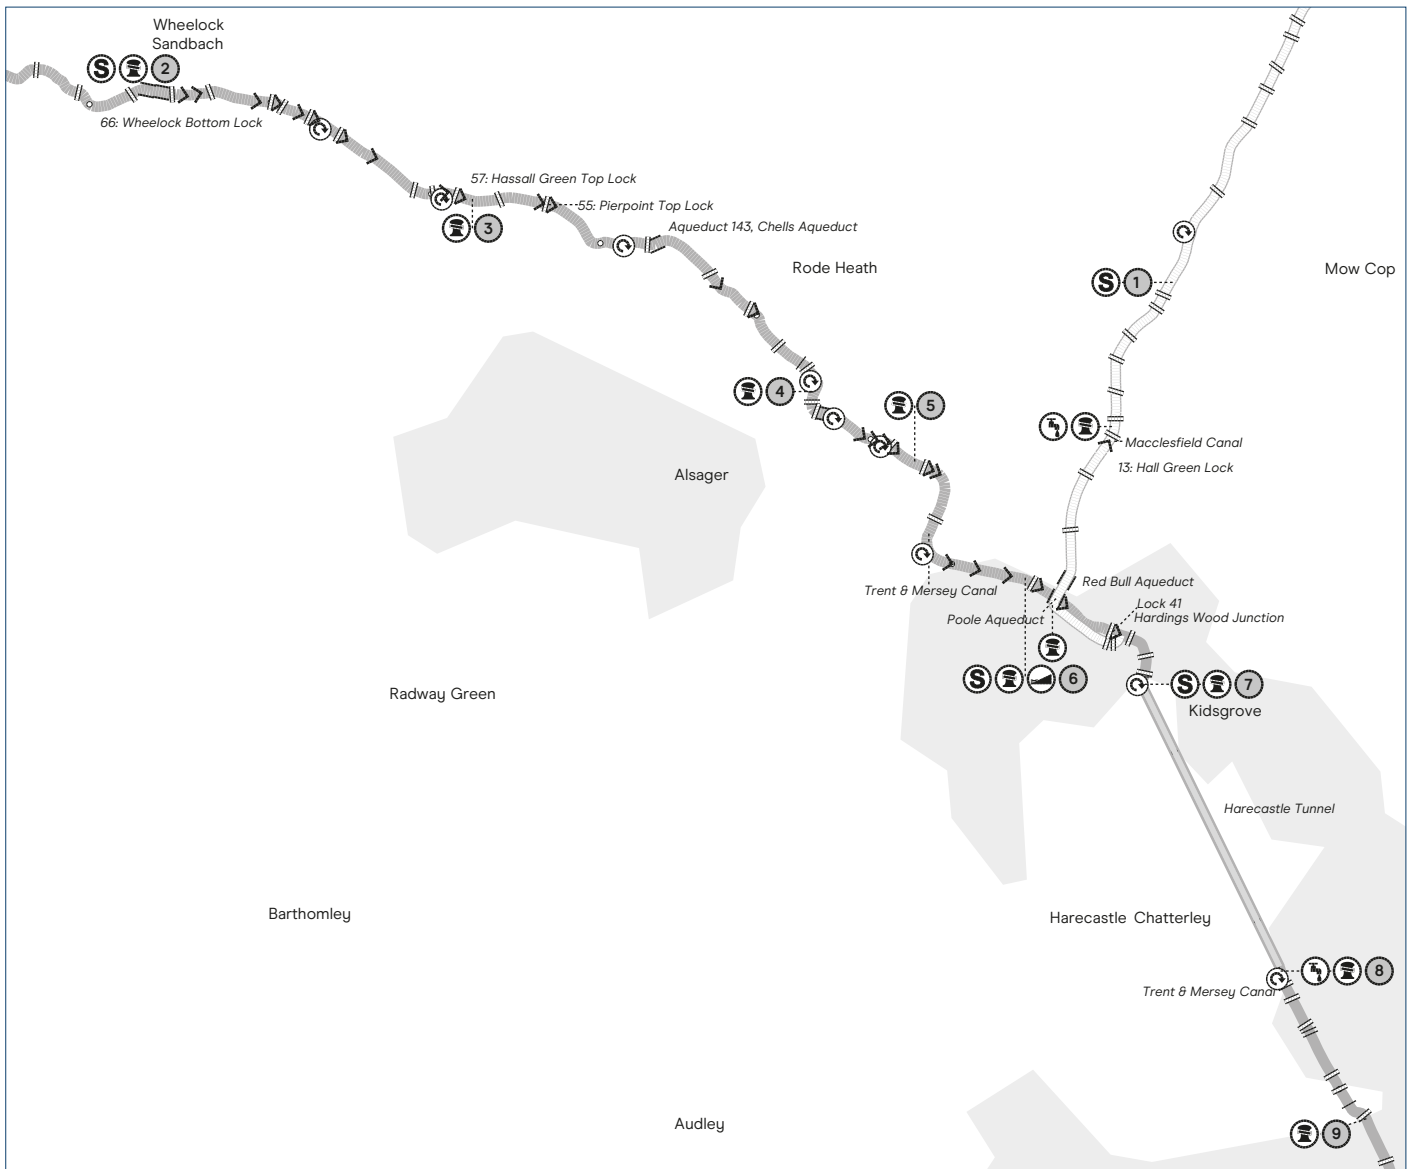 Wheelock
Sandbach
S 2
66: Wheelock Bottom Lock
57: Hassall Green Top Lock
55: Pierpoint Top Lock
3
Aqueduct 143, Chells Aqueduct
Rode Heath
Mow Cop
S 1
4
5
Macclesfield Canal
13: Hall Green Lock
Alsager
Trent & Mersey Canal
Red Bull Aqueduct
Lock 41
Hardings Wood Junction
Poole Aqueduct
S 6
S 7
Kidsgrove
Radway Green
Harecastle Tunnel
Barthomley
Harecastle Chatterley
8
Trent & Mersey Canal
Audley
9